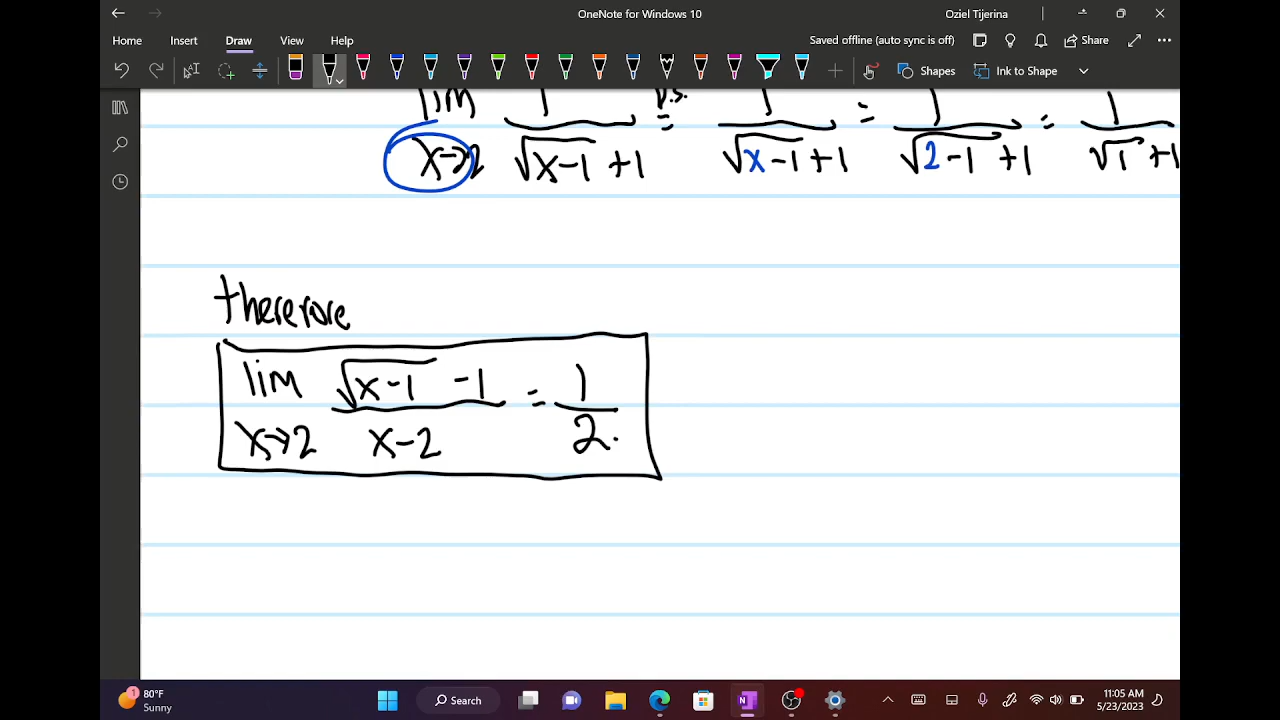 OneNote for Windows 10
Oziel Tijerina
Home Insert Draw View Help
Saved offline (auto sync is off)
Share
Shapes
Ink to Shape
lim 1/(√x-1 +1) = D.S. 1/(√x-1 +1) = 1/(√2-1 +1) = 1/(√1 +1
x→2
therefore
lim √x-1 -1 = 1
x→2 x-2 2.
80°F
Sunny
1
Search
11:05 AM
5/23/2023